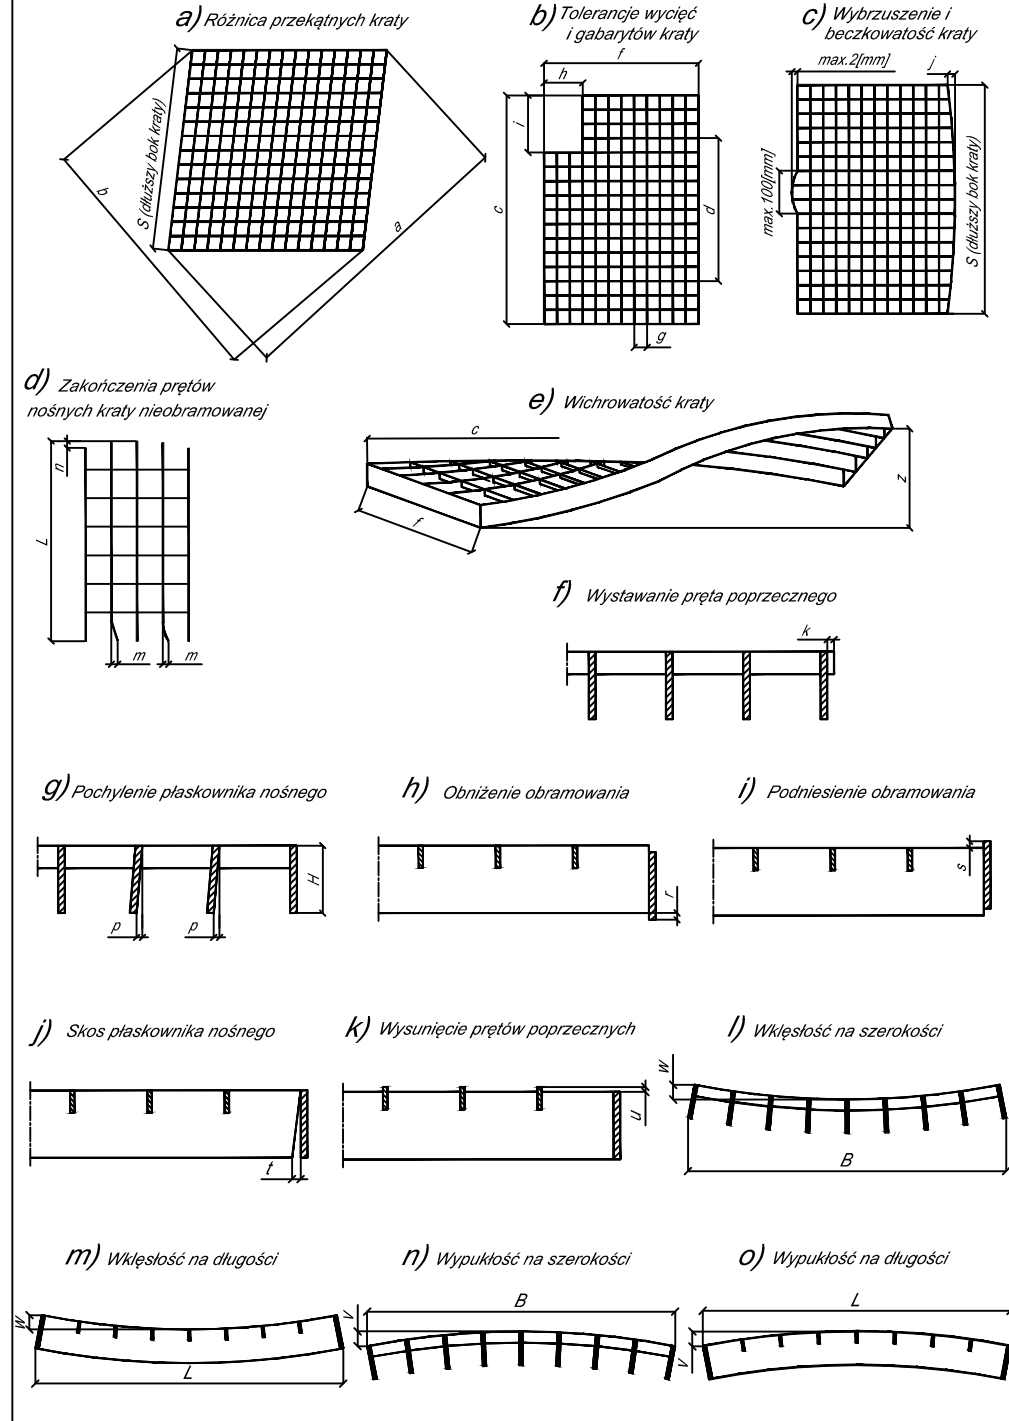 a) Różnica przekątnych kraty
S (dłuższy bok kraty)
b
a
b) Tolerancje wycięć
i gabarytów kraty
f
h
i
c
d
g
c) Wybrzuszenie i
beczkowatość kraty
max.2[mm]
j
max.100[mm]
S (dłuższy bok kraty)
d) Zakończenia prętów
nośnych kraty nieobramowanej
n
L
m
m
e) Wichrowatość kraty
c
f
z
f) Wystawanie pręta poprzecznego
k
g) Pochylenie płaskownika nośnego
H
p
p
h) Obniżenie obramowania
r
i) Podniesienie obramowania
s
j) Skos płaskownika nośnego
t
k) Wysunięcie prętów poprzecznych
u
l) Wklęsłość na szerokości
w
B
m) Wklęsłość na długości
w
L
n) Wypukłość na szerokości
B
v
o) Wypukłość na długości
L
v